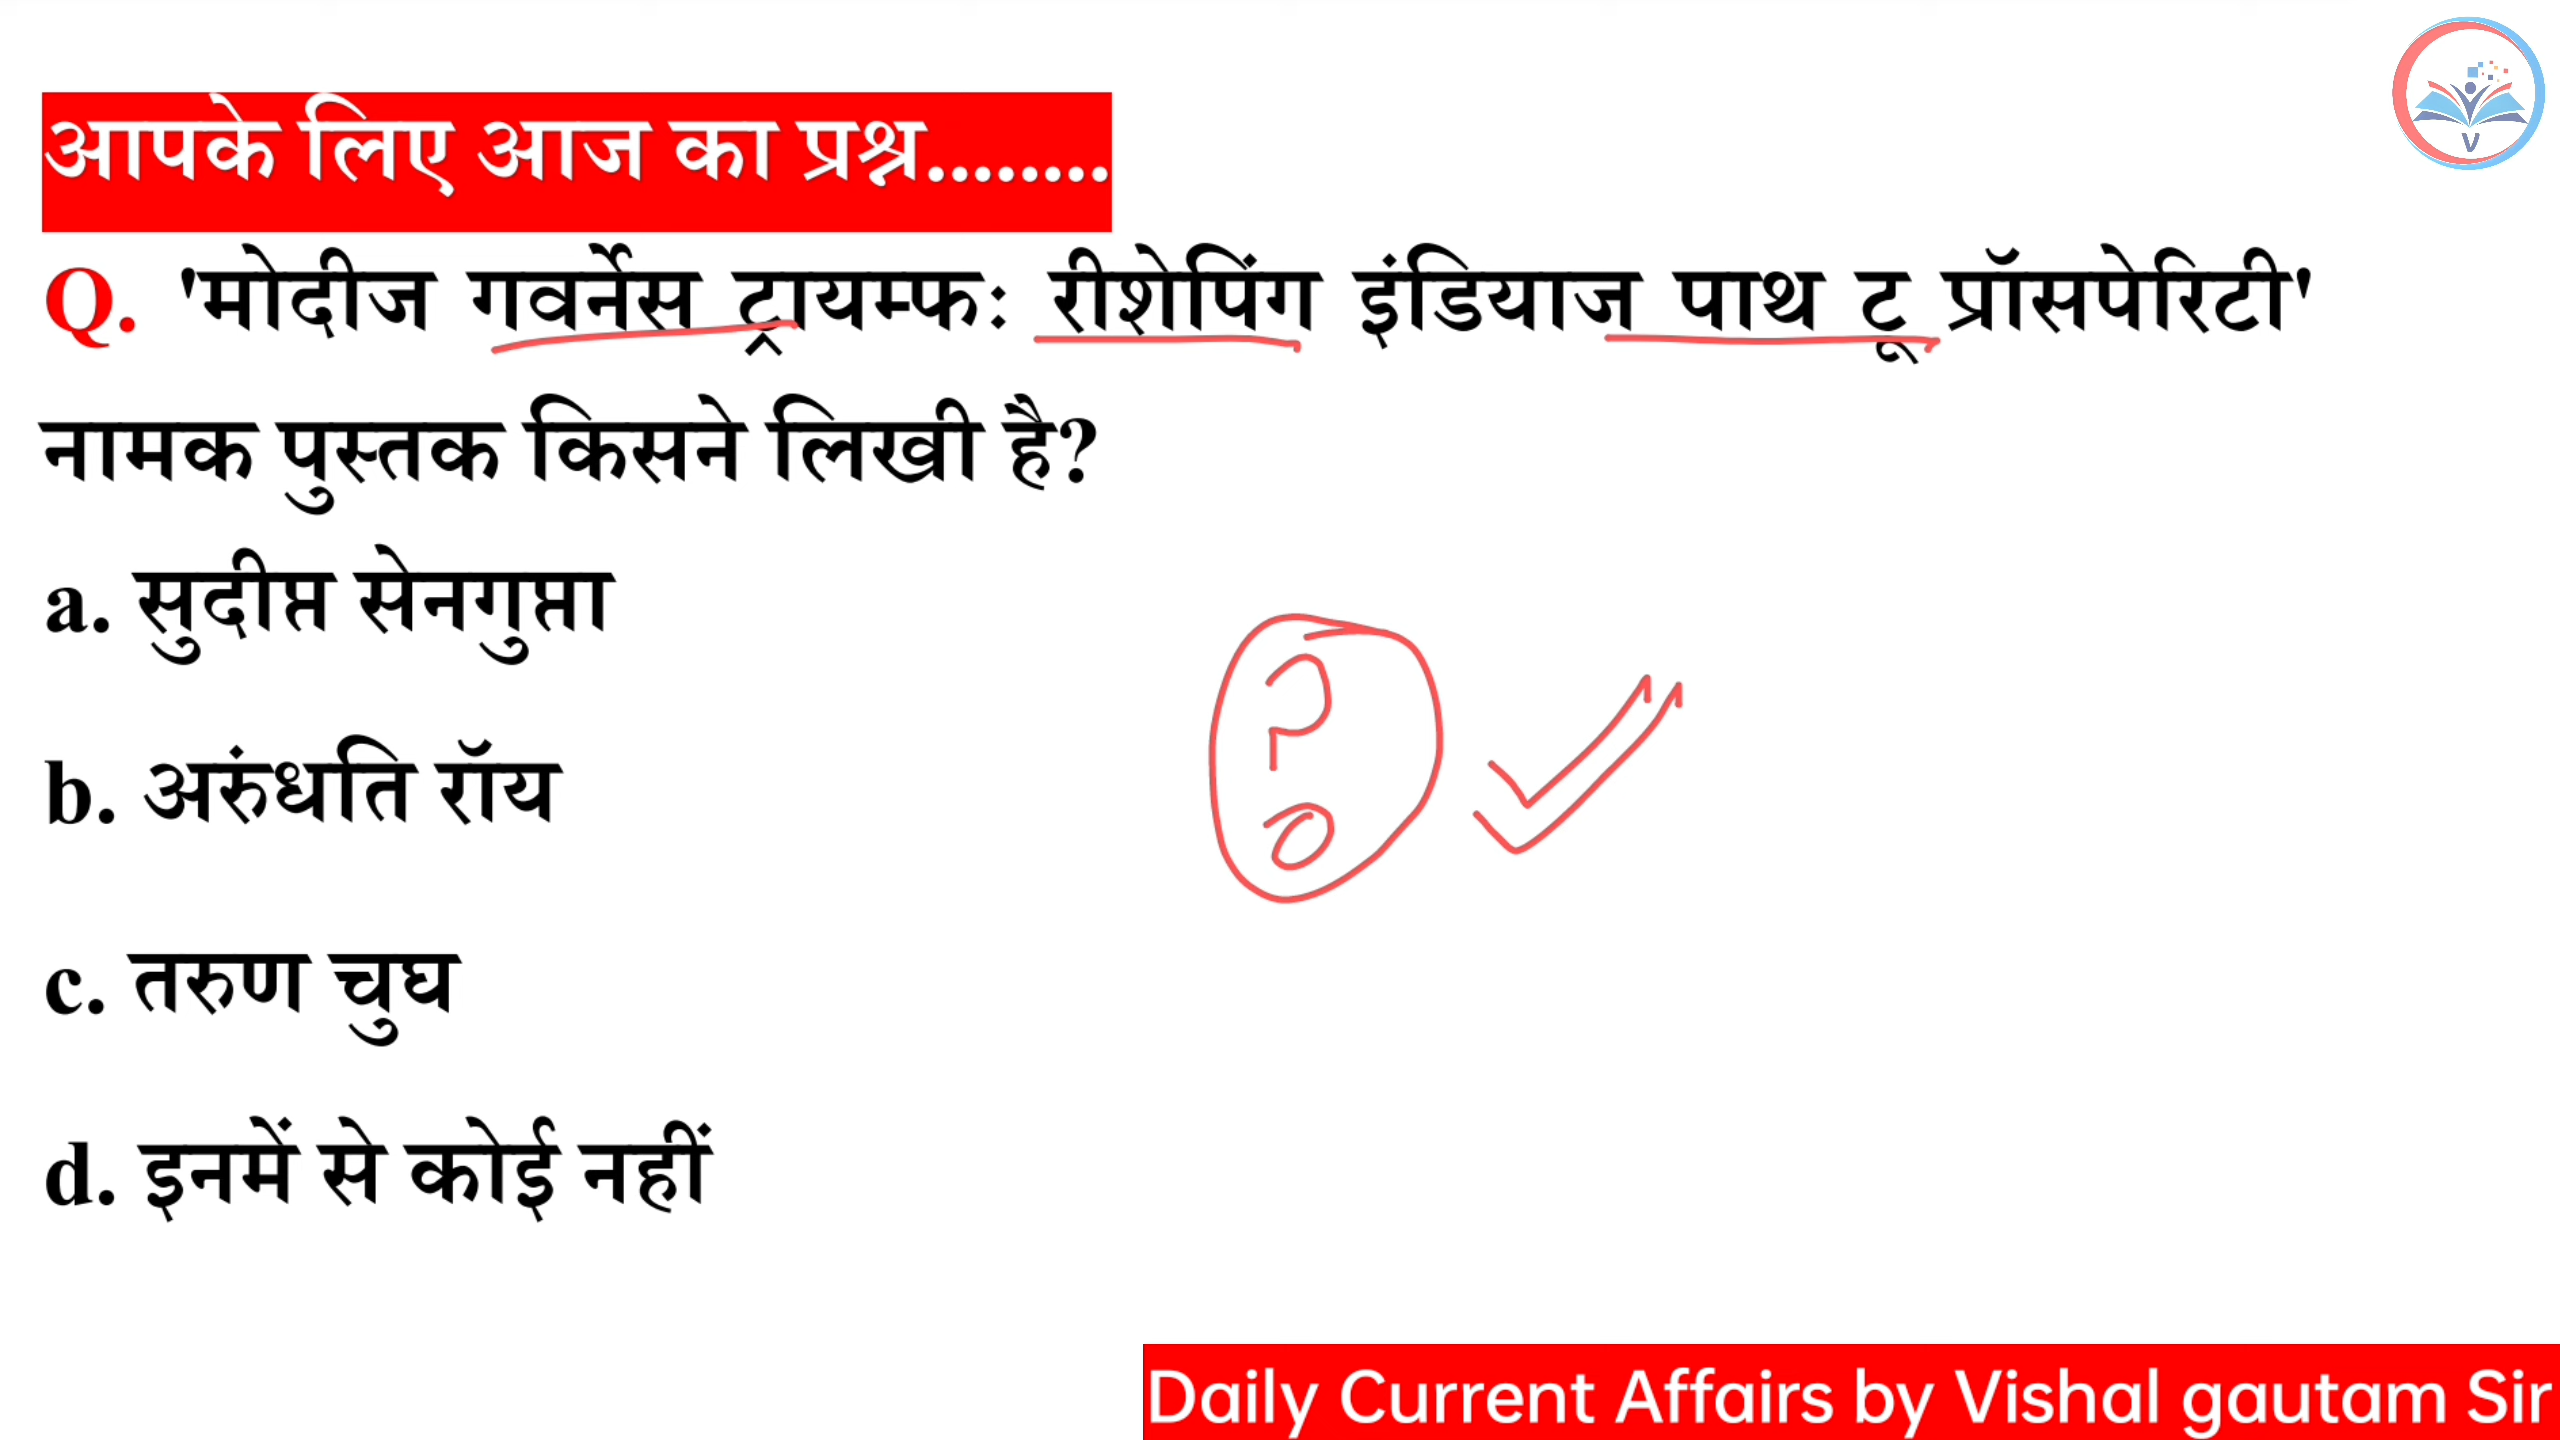 आपके लिए आज का प्रश्न........
Q. 'मोदीज गवर्नेस ट्रायम्फः रीशेपिंग इंडियाज पाथ टू प्रॉसपेरिटी'
नामक पुस्तक किसने लिखी है?
a. सुदीप्त सेनगुप्ता
b. अरुंधति रॉय
c. तरुण चुघ
d. इनमें से कोई नहीं
?
V
Daily Current Affairs by Vishal gautam Sir